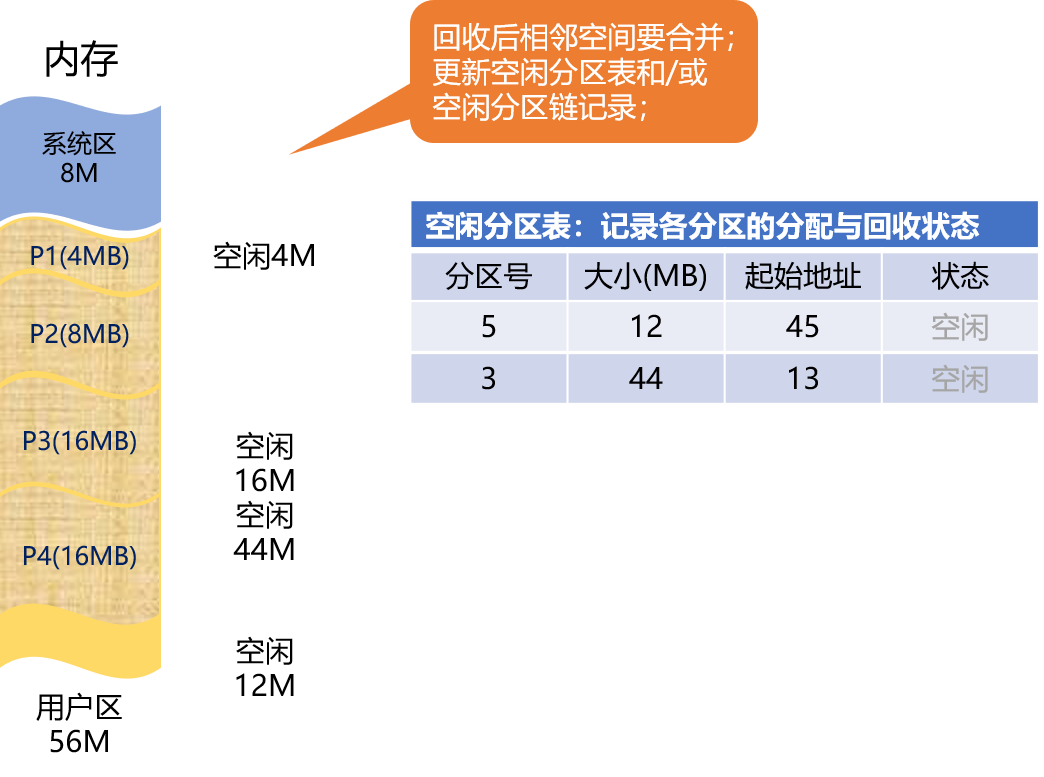 内存
回收后相邻空间要合并；
更新空闲分区表和/或
空闲分区链记录；
系统区
8M
P1(4MB)
P2(8MB)
P3(16MB)
P4(16MB)
用户区
56M
空闲4M
空闲
16M
空闲
44M
空闲
12M
空闲分区表：记录各分区的分配与回收状态
分区号 大小(MB) 起始地址 状态
5 12 45 空闲
3 44 13 空闲